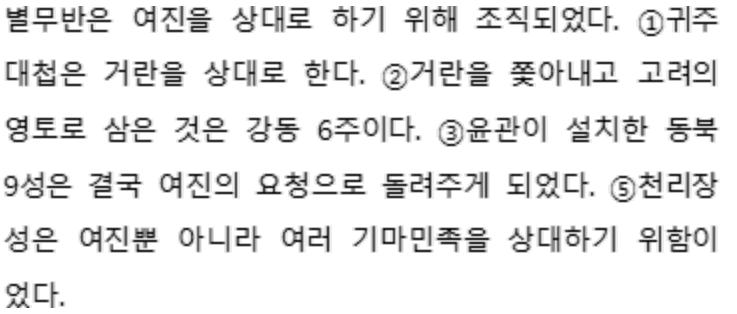 별무반은 여진을 상대로 하기 위해 조직되었다. ①귀주
대첩은 거란을 상대로 한다. ②거란을 쫓아내고 고려의
영토로 삼은 것은 강동 6주이다. ③윤관이 설치한 동북
9성은 결국 여진의 요청으로 돌려주게 되었다. ⑤천리장
성은 여진뿐 아니라 여러 기마민족을 상대하기 위함이
었다.